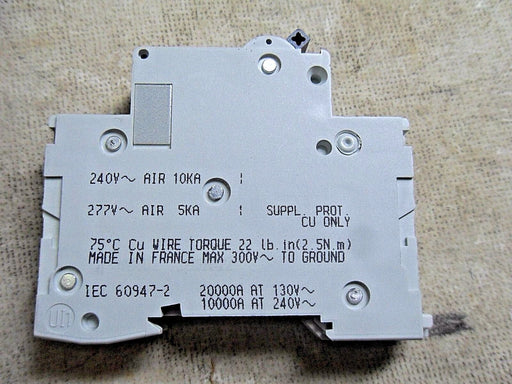 240V~ AIR 10KA
277V~ AIR 5KA SUPPL. PROT.
CU ONLY
75°C Cu WIRE TORQUE 22 lb.in(2.5N.m)
MADE IN FRANCE MAX 300V~ TO GROUND
IEC 60947-2 20000A AT 130V~
10000A AT 240V~